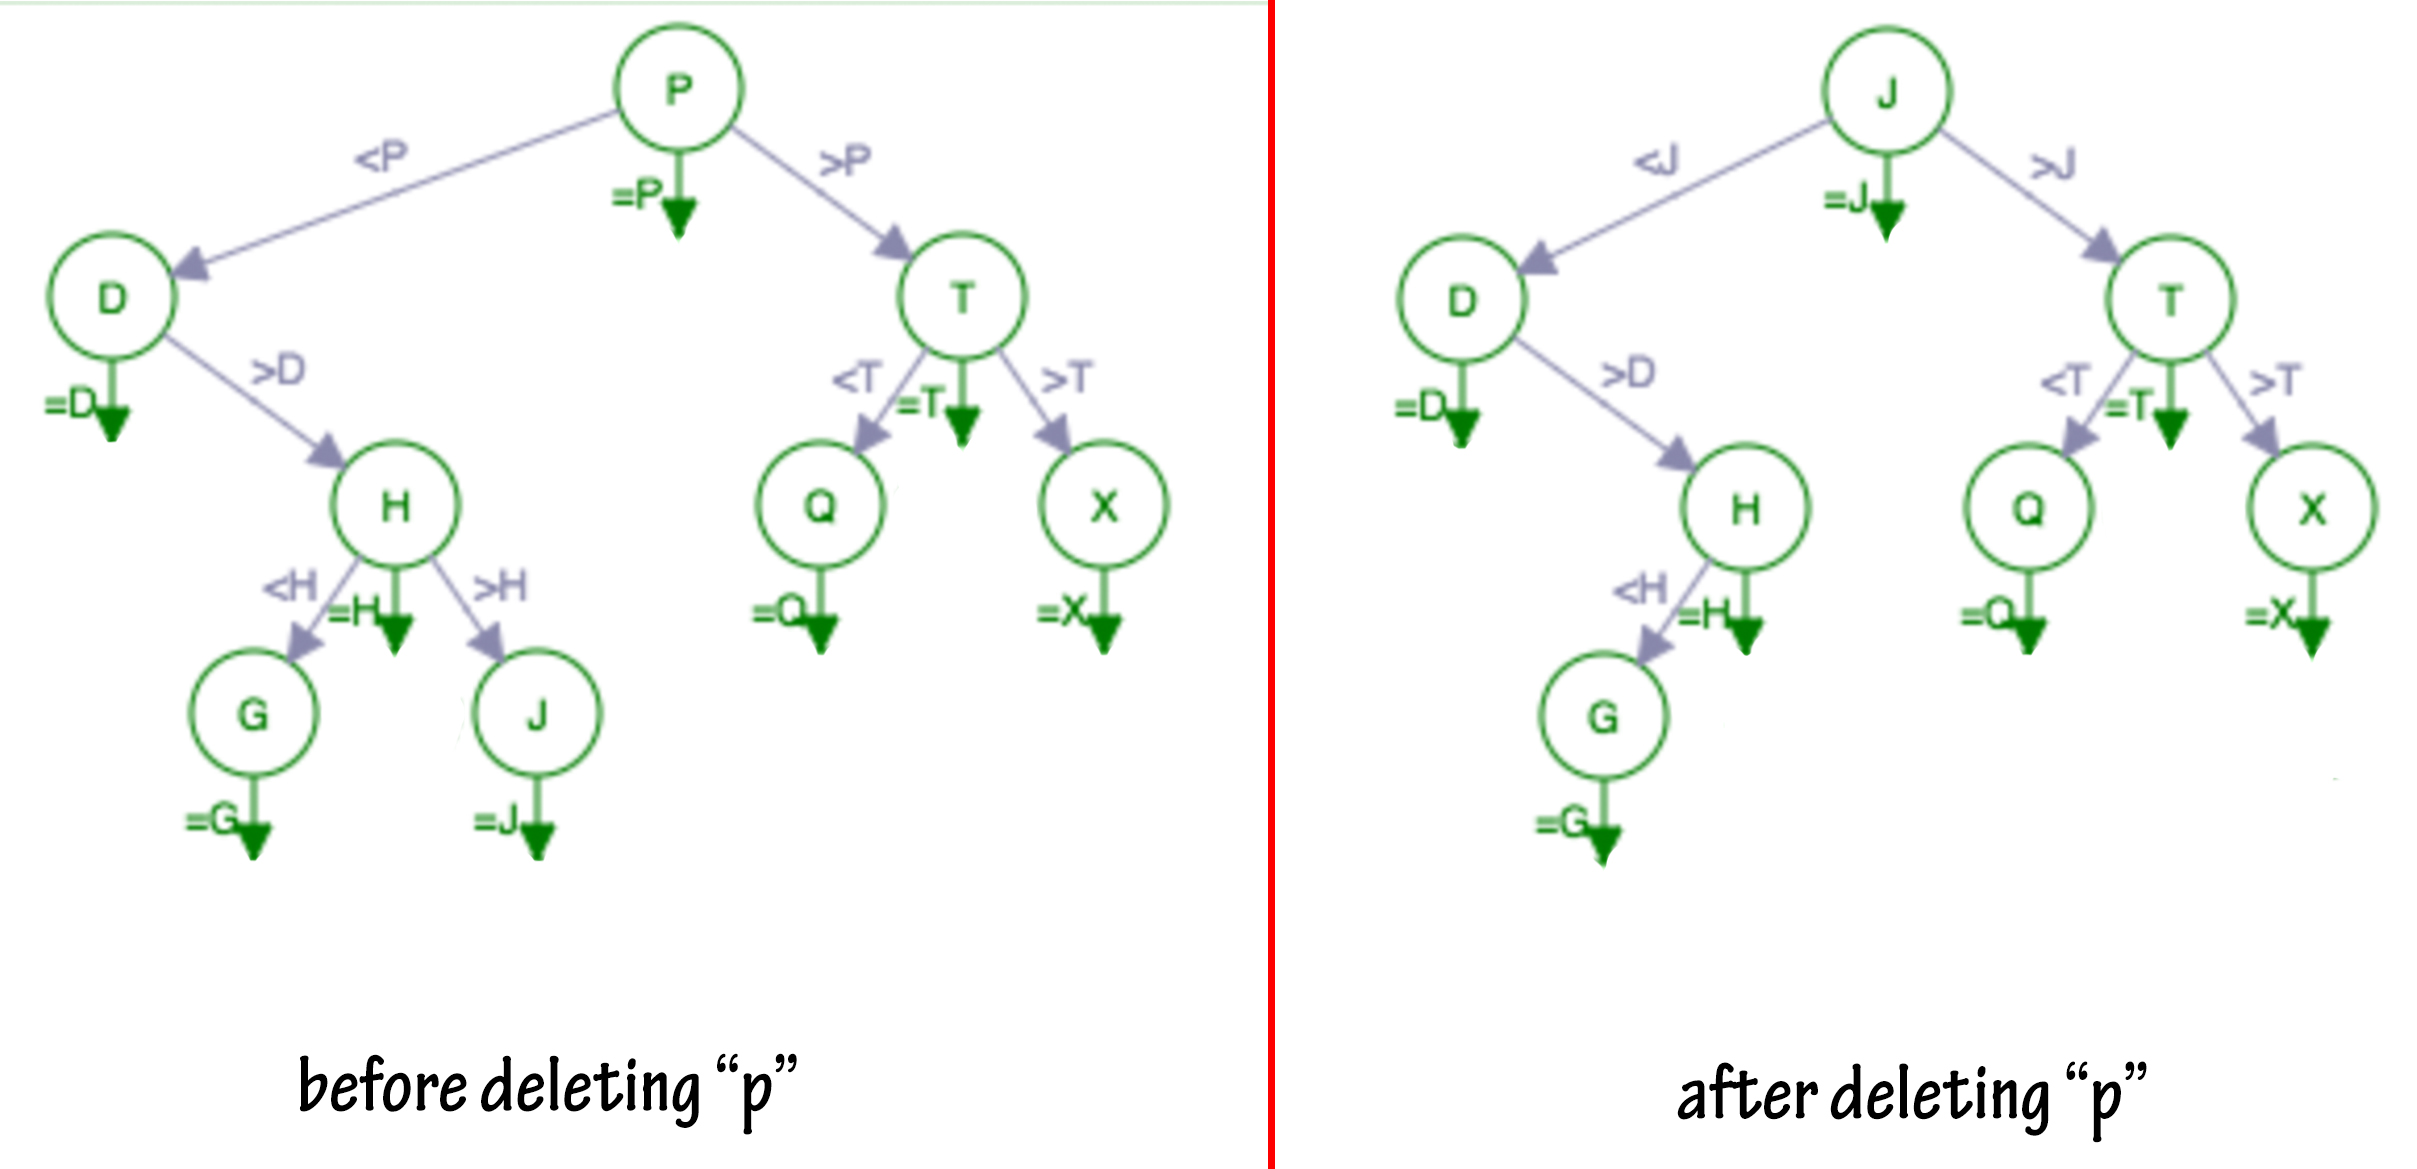 P
<P
>P
=P
D
T
>D
=D
<T
=T
>T
H
Q
X
<H
=H
>H
=Q
=X
G
J
=G
=J
before deleting “p”
J
<J
>J
=J
D
T
>D
=D
<T
=T
>T
H
Q
X
<H
=H
=Q
=X
G
=G
after deleting “p”